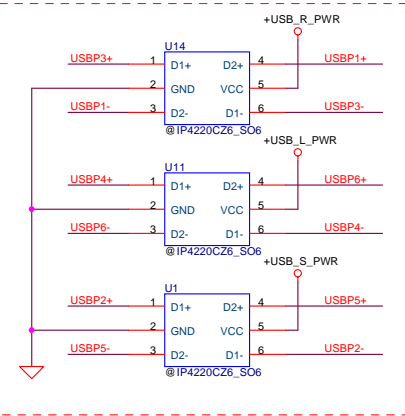 +USB_R_PWR
U14
USBP3+ 1 D1+ D2+ 4 USBP1+
2 GND VCC 5
USBP1- 3 D2- D1- 6 USBP3-
@IP4220CZ6_SO6
+USB_L_PWR
U11
USBP4+ 1 D1+ D2+ 4 USBP6+
2 GND VCC 5
USBP6- 3 D2- D1- 6 USBP4-
@IP4220CZ6_SO6
+USB_S_PWR
U1
USBP2+ 1 D1+ D2+ 4 USBP5+
2 GND VCC 5
USBP5- 3 D2- D1- 6 USBP2-
@IP4220CZ6_SO6